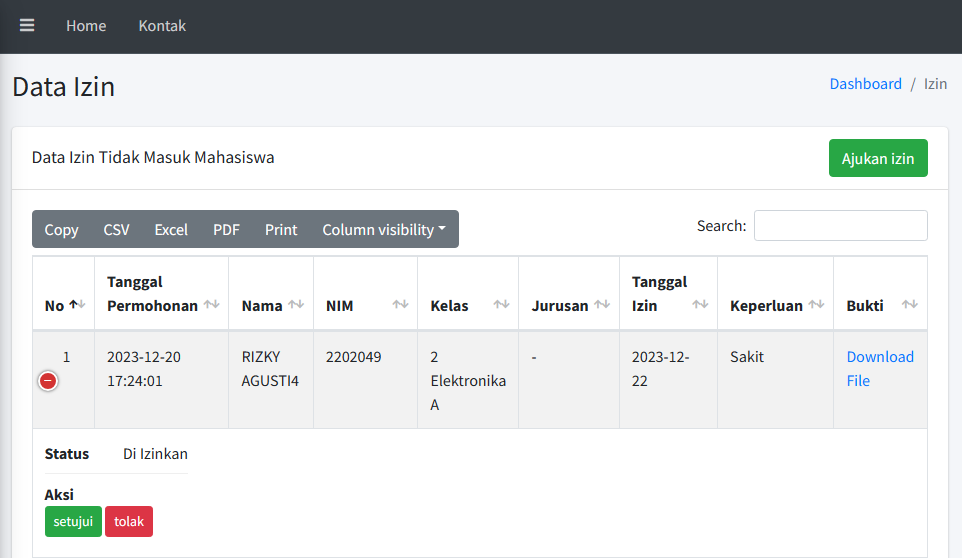 Home Kontak
Data Izin
Dashboard / Izin
Data Izin Tidak Masuk Mahasiswa
Ajukan izin
Copy CSV Excel PDF Print Column visibility
Search:
No Tanggal Permohonan Nama NIM Kelas Jurusan Tanggal Izin Keperluan Bukti
1 2023-12-20 17:24:01 RIZKY AGUSTI4 2202049 2 Elektronika A - 2023-12-22 Sakit Download File
Status Di Izinkan
Aksi
setujui tolak